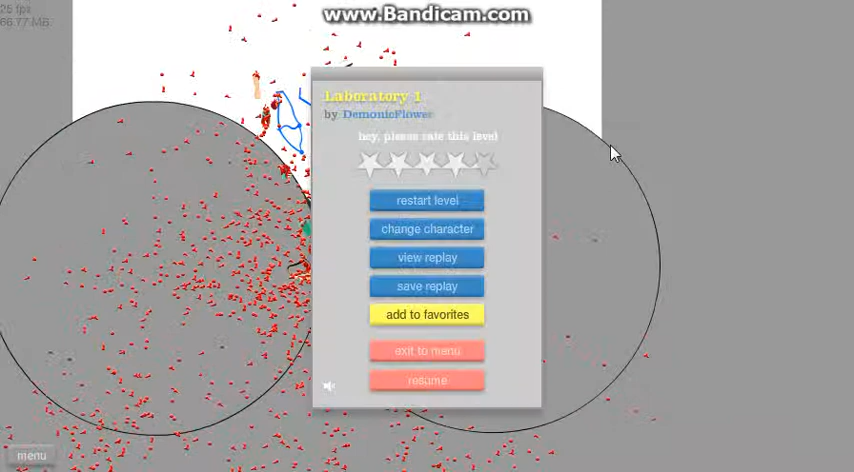 www.Bandicam.com
25 fps
66.77 MB
Laboratory 1
by DemonicFlower
hey, please rate this level
restart level
change character
view replay
save replay
add to favorites
exit to menu
resume
menu